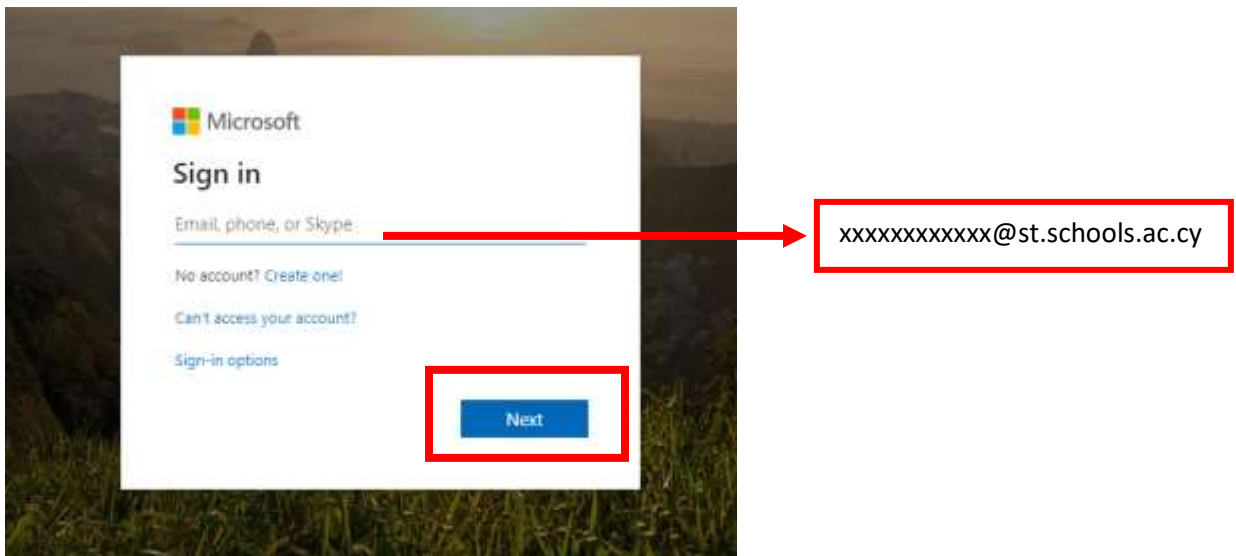 Microsoft
Sign in
Email, phone, or Skype
No account? Create one!
Can't access your account?
Sign-in options
Next
xxxxxxxxxxxx@st.schools.ac.cy